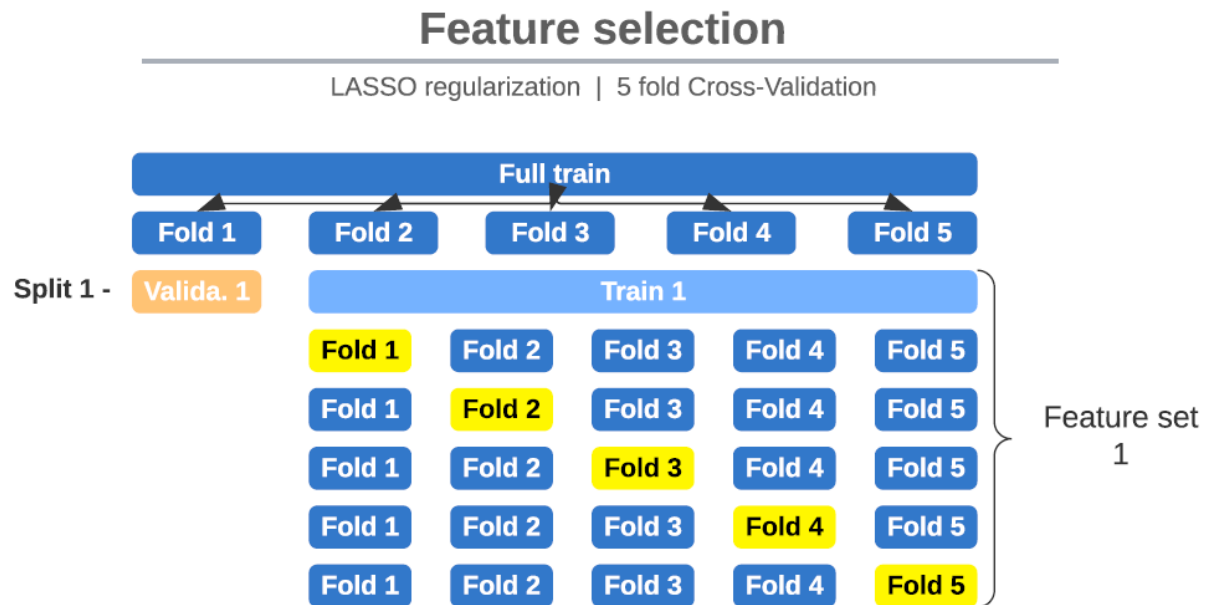 Feature selection
LASSO regularization | 5 fold Cross-Validation
Full train
Fold 1 Fold 2 Fold 3 Fold 4 Fold 5
Split 1 - Valida. 1 Train 1
Fold 1 Fold 2 Fold 3 Fold 4 Fold 5
Fold 1 Fold 2 Fold 3 Fold 4 Fold 5
Fold 1 Fold 2 Fold 3 Fold 4 Fold 5
Fold 1 Fold 2 Fold 3 Fold 4 Fold 5
Fold 1 Fold 2 Fold 3 Fold 4 Fold 5
Feature set
1